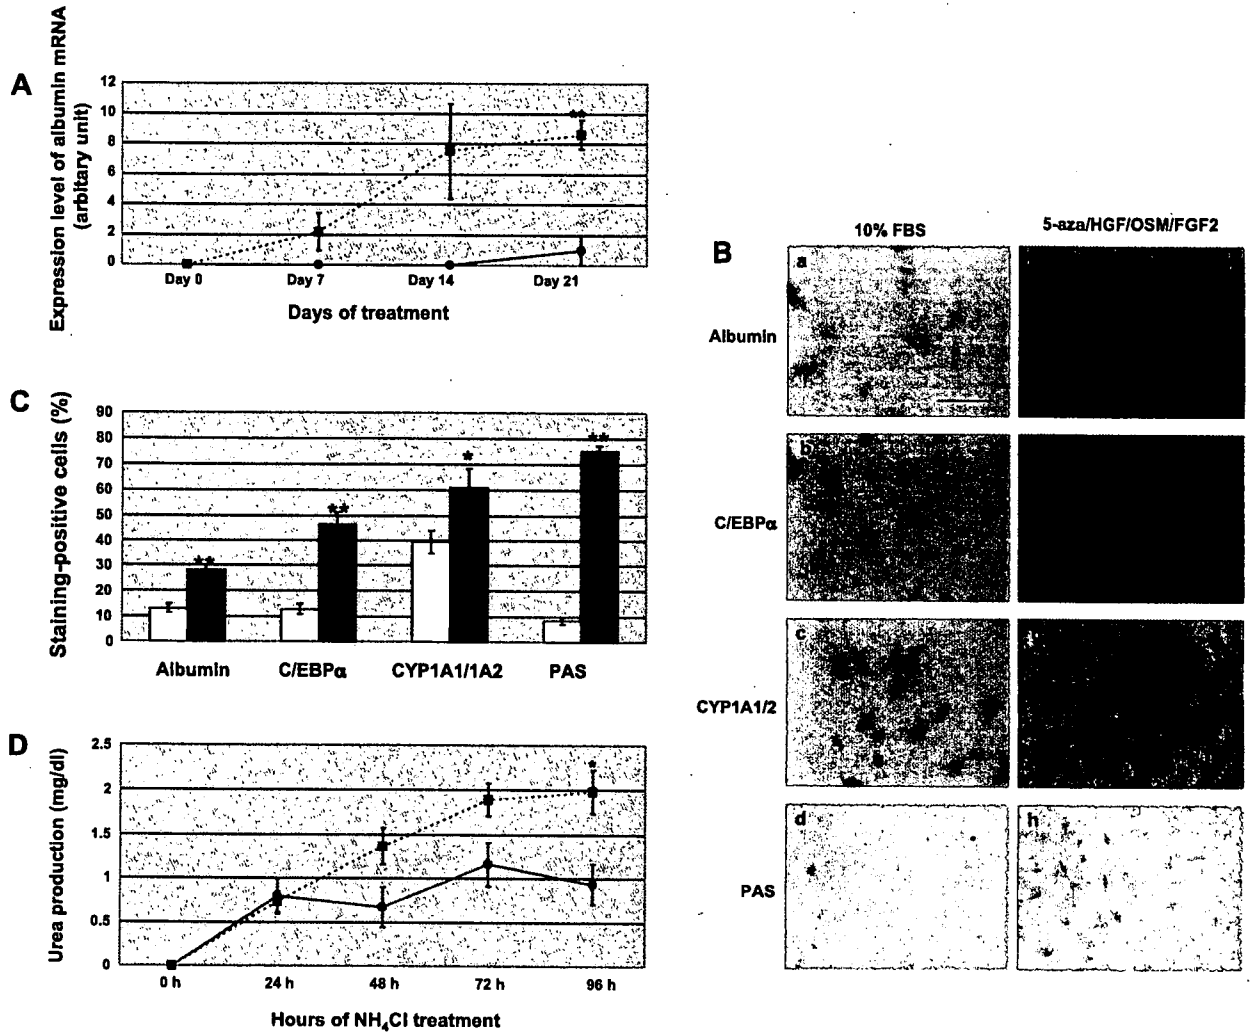 A
Expression level of albumin mRNA
(arbitary unit)
12
10
8
6
4
2
0
**
Day 0
Day 7
Day 14
Day 21
Days of treatment
B
10% FBS
5-aza/HGF/OSM/FGF2
a
Albumin
b
C/EBPα
c
CYP1A1/2
d
h
PAS
C
Staining-positive cells (%)
90
80
70
60
50
40
30
20
10
0
**
**
*
**
Albumin
C/EBPα
CYP1A1/1A2
PAS
D
Urea production (mg/dl)
2.5
2
1.5
1
0.5
0
*
0 h
24 h
48 h
72 h
96 h
Hours of NH₄Cl treatment